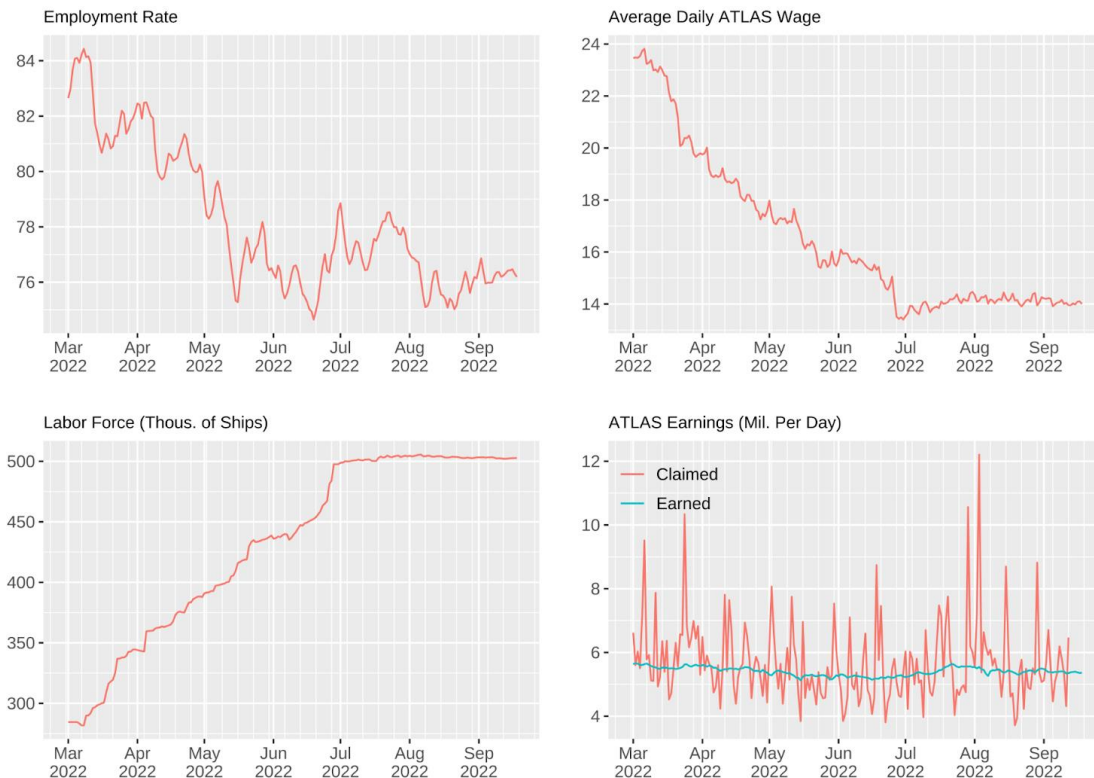 Employment Rate
84
82
80
78
76
Mar Apr May Jun Jul Aug Sep
2022 2022 2022 2022 2022 2022 2022
Average Daily ATLAS Wage
24
22
20
18
16
14
Mar Apr May Jun Jul Aug Sep
2022 2022 2022 2022 2022 2022 2022
Labor Force (Thous. of Ships)
500
450
400
350
300
Mar Apr May Jun Jul Aug Sep
2022 2022 2022 2022 2022 2022 2022
ATLAS Earnings (Mil. Per Day)
12
10
8
6
4
Claimed
Earned
Mar Apr May Jun Jul Aug Sep
2022 2022 2022 2022 2022 2022 2022